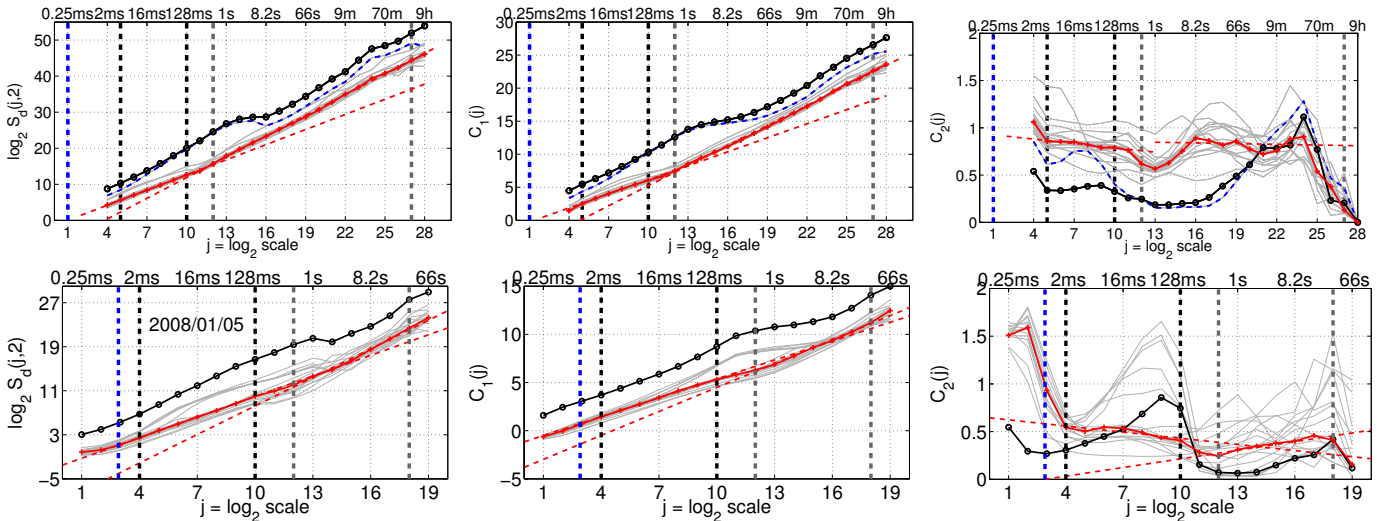 0.25ms 2ms 16ms 128ms 1s 8.2s 66s 9m 70m 9h
50
40
30
20
10
0
log₂ S_d(j,2)
1 4 7 10 13 16 19 22 25 28
j = log₂ scale
0.25ms 2ms 16ms 128ms 1s 8.2s 66s 9m 70m 9h
30
25
20
15
10
5
0
C₁(j)
1 4 7 10 13 16 19 22 25 28
j = log₂ scale
0.25ms 2ms 16ms 128ms 1s 8.2s 66s 9m 70m 9h
2
1.5
1
0.5
0
C₂(j)
1 4 7 10 13 16 19 22 25 28
j = log₂ scale
0.25ms 2ms 16ms 128ms 1s 8.2s 66s
27
19
11
3
−5
log₂ S_d(j,2)
2008/01/05
1 4 7 10 13 16 19
j = log₂ scale
0.25ms 2ms 16ms 128ms 1s 8.2s 66s
15
10
5
0
−5
C₁(j)
1 4 7 10 13 16 19
j = log₂ scale
0.25ms 2ms 16ms 128ms 1s 8.2s 66s
2
1.5
1
0.5
0
C₂(j)
1 4 7 10 13 16 19
j = log₂ scale